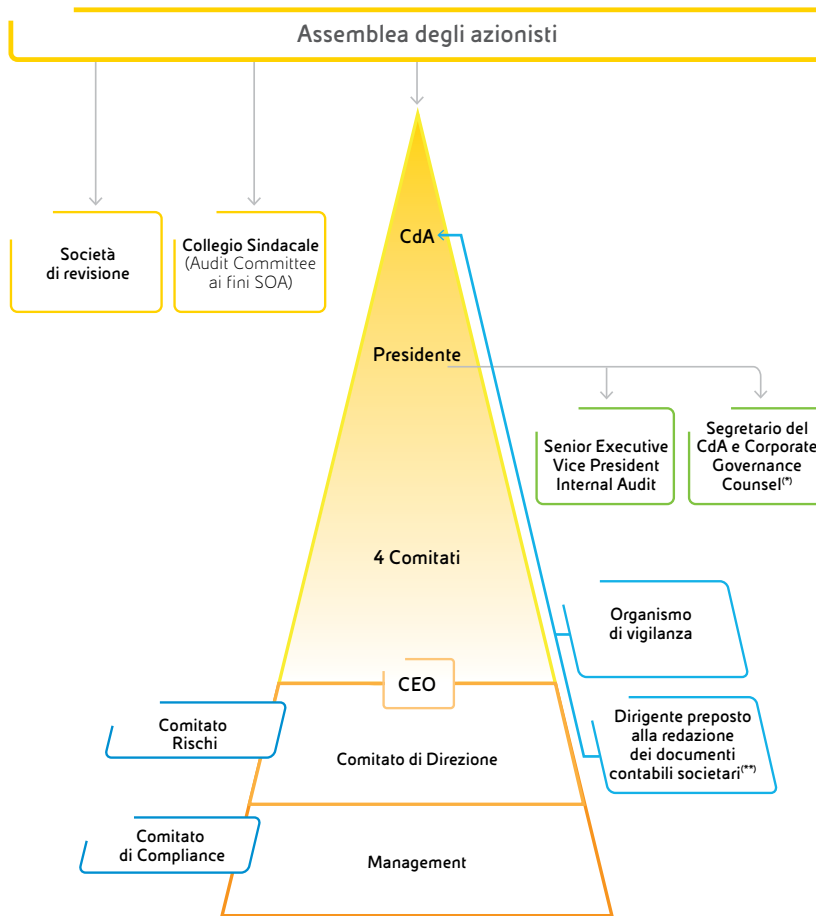 Assemblea degli azionisti
Società
di revisione
Collegio Sindacale
(Audit Committee
ai fini SOA)
CdA
Presidente
Senior Executive
Vice President
Internal Audit
Segretario del
CdA e Corporate
Governance
Counsel(*)
4 Comitati
Organismo
di vigilanza
CEO
Comitato
Rischi
Dirigente preposto
alla redazione
dei documenti
contabili societari(**)
Comitato di Direzione
Comitato
di Compliance
Management